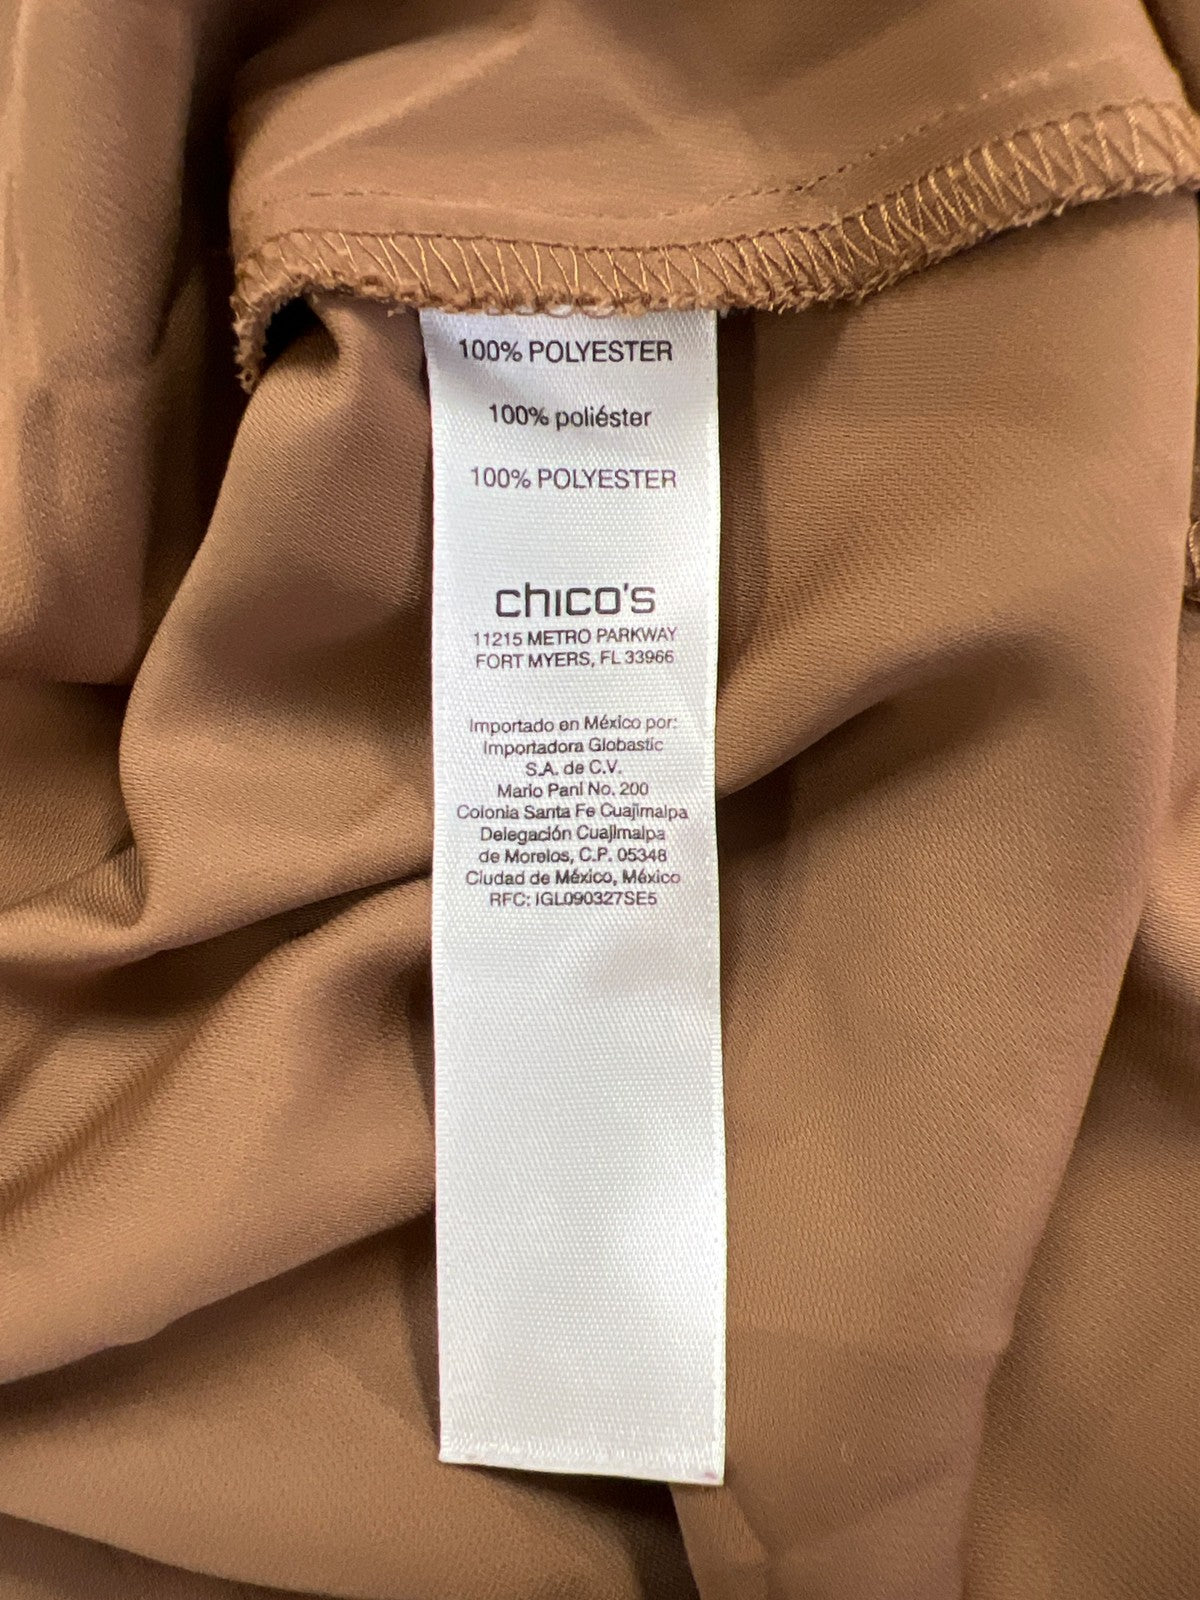 100% POLYESTER
100% poliéster
100% POLYESTER
chico's
11215 METRO PARKWAY
FORT MYERS, FL 33966
Importado en México por:
Importadora Globastic
S.A. de C.V.
Mario Pani No. 200
Colonia Santa Fe Cuajimalpa
Delegación Cuajimalpa
de Morelos, C.P. 05348
Ciudad de México, México
RFC: IGL090327SE5